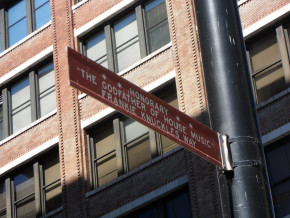 HONORARY
"THE GODFATHER OF HOUSE MUSIC"
FRANKIE KNUCKLES WAY